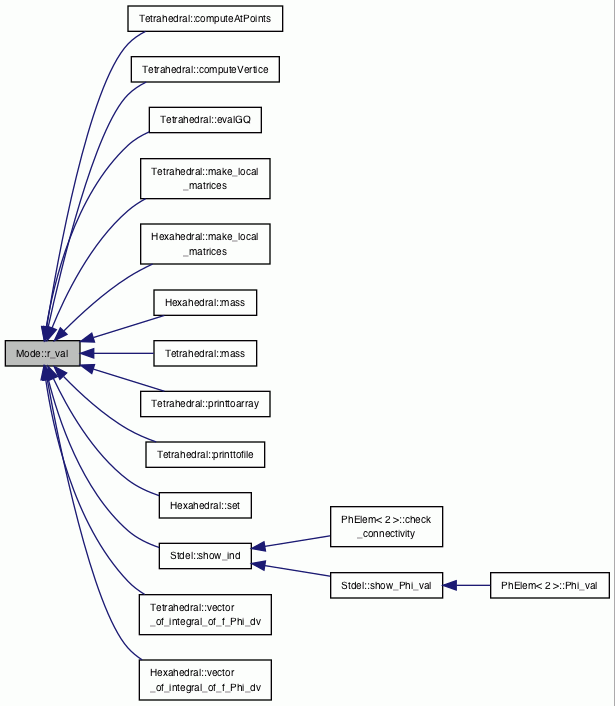 Tetrahedral::computeAtPoints
Tetrahedral::computeVertice
Tetrahedral::evalGQ
Tetrahedral::make_local
_matrices
Hexahedral::make_local
_matrices
Hexahedral::mass
Mode::r_val
Tetrahedral::mass
Tetrahedral::printtoarray
Tetrahedral::printtofile
Hexahedral::set
PhElem< 2 >::check
_connectivity
Stdel::show_ind
Stdel::show_Phi_val
PhElem< 2 >::Phi_val
Tetrahedral::vector
_of_integral_of_f_Phi_dv
Hexahedral::vector
_of_integral_of_f_Phi_dv